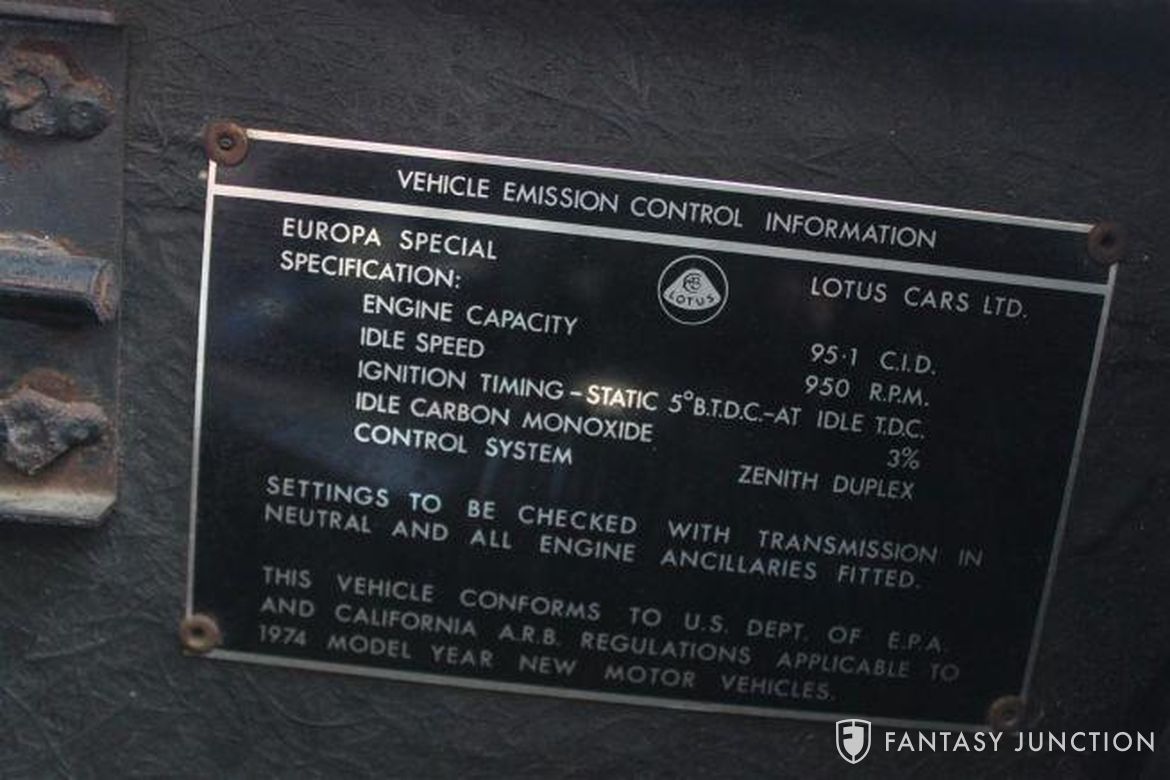 VEHICLE EMISSION CONTROL INFORMATION
EUROPA SPECIAL
LOTUS
LOTUS CARS LTD.
SPECIFICATION:
ENGINE CAPACITY 95·1 C.I.D.
IDLE SPEED 950 R.P.M.
IGNITION TIMING – STATIC 5° B.T.D.C.–AT IDLE T.D.C.
IDLE CARBON MONOXIDE 3%
CONTROL SYSTEM ZENITH DUPLEX
SETTINGS TO BE CHECKED WITH TRANSMISSION IN
NEUTRAL AND ALL ENGINE ANCILLARIES FITTED.
THIS VEHICLE CONFORMS TO U.S. DEPT. OF E.P.A.
AND CALIFORNIA A.R.B. REGULATIONS APPLICABLE TO
1974 MODEL YEAR NEW MOTOR VEHICLES.
FANTASY JUNCTION